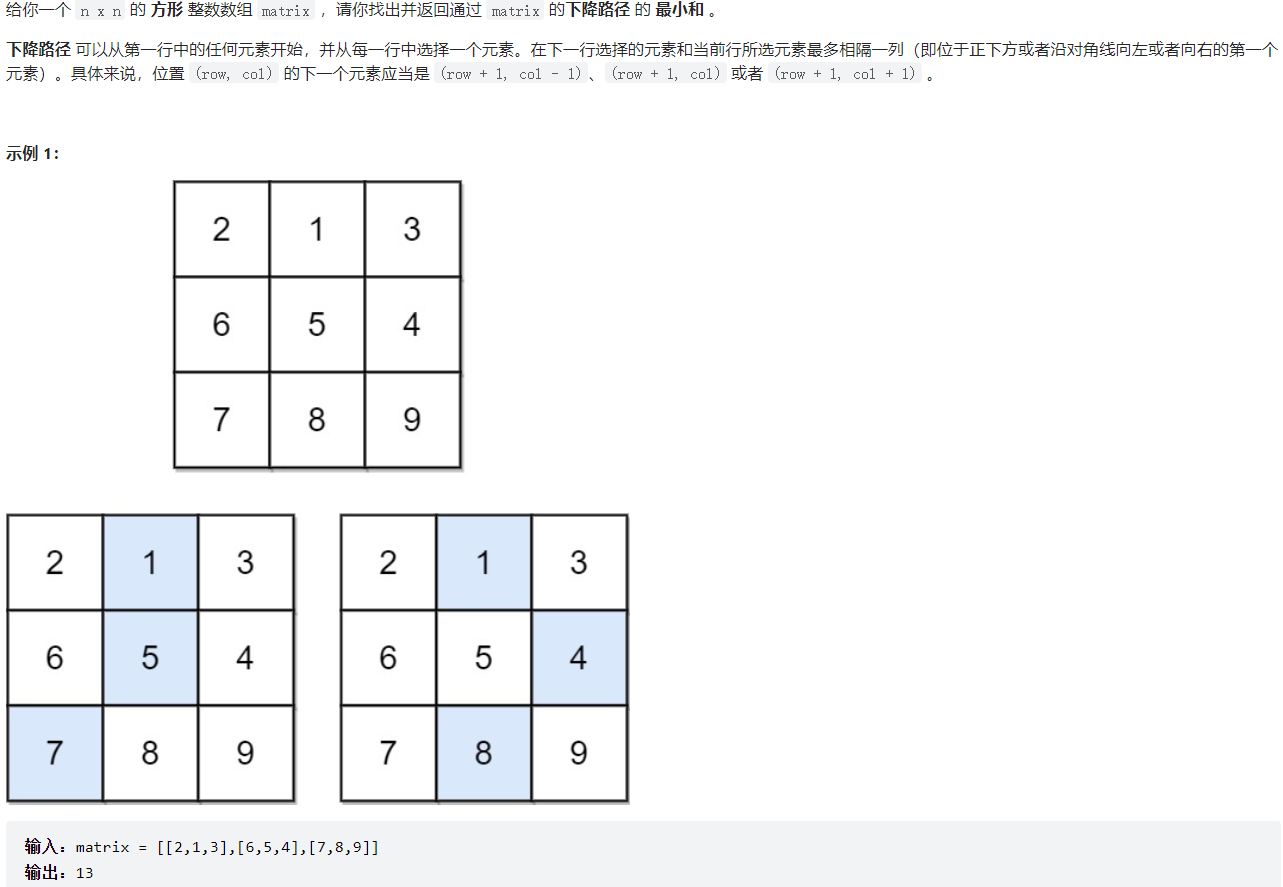 给你一个 n x n 的 方形 整数数组 matrix ，请你找出并返回通过 matrix 的下降路径 的 最小和 。
下降路径 可以从第一行中的任何元素开始，并从每一行中选择一个元素。在下一行选择的元素和当前行所选元素最多相隔一列（即位于正下方或者沿对角线向左或者向右的第一个
元素）。具体来说，位置 (row, col) 的下一个元素应当是 (row + 1, col - 1)、(row + 1, col) 或者 (row + 1, col + 1) 。
示例 1：
2 1 3
6 5 4
7 8 9
2 1 3
6 5 4
7 8 9
2 1 3
6 5 4
7 8 9
输入：matrix = [[2,1,3],[6,5,4],[7,8,9]]
输出：13